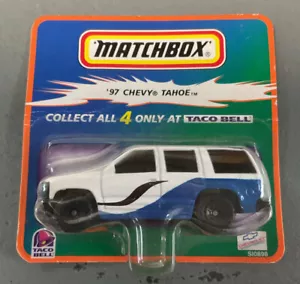 MATCHBOX
'97 CHEVY® TAHOE™
COLLECT ALL 4 ONLY AT TACO BELL
TACO
BELL